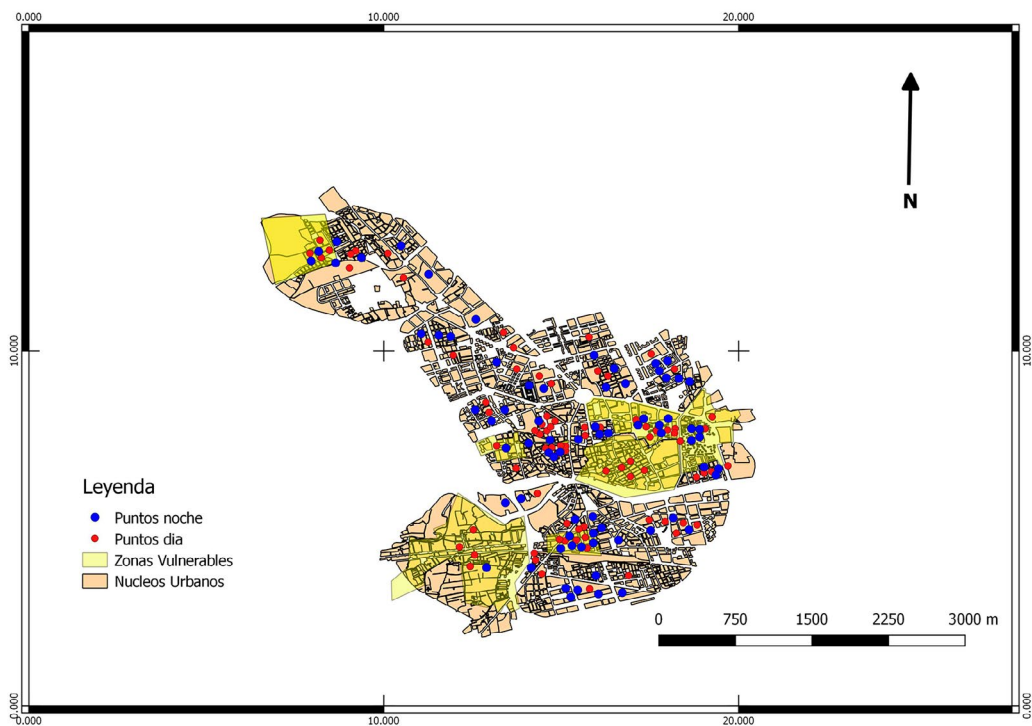 0.000 10.000 20.000
N
10.000
10.000
Leyenda
Puntos noche
Puntos dia
Zonas Vulnerables
Nucleos Urbanos
0 750 1500 2250 3000 m
0.000
0.000
0.000 10.000 20.000